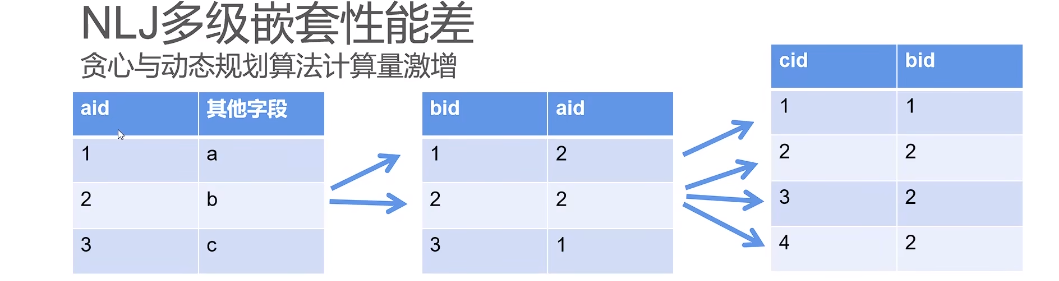 NLJ多级嵌套性能差
贪心与动态规划算法计算量激增
aid 其他字段
1 a
2 b
3 c
bid aid
1 2
2 2
3 1
cid bid
1 1
2 2
3 2
4 2